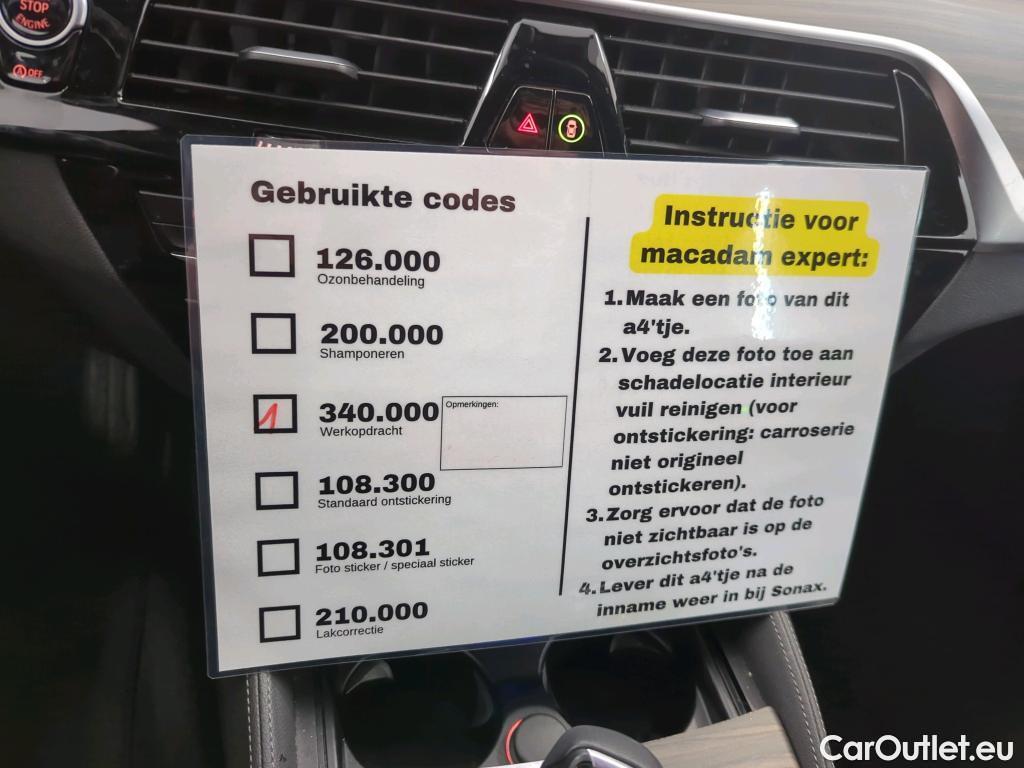 STOP
ENGINE
OFF
Gebruikte codes
126.000
Ozonbehandeling
200.000
Shamponeren
1
340.000
Werkopdracht
Opmerkingen:
108.300
Standaard ontstickering
108.301
Foto sticker / speciaal sticker
210.000
Lakcorrectie
Instructie voor
macadam expert:
1. Maak een foto van dit
a4'tje.
2. Voeg deze foto toe aan
schadelocatie interieur
vuil reinigen (voor
ontstickering: carroserie
niet origineel
ontstickeren).
3. Zorg ervoor dat de foto
niet zichtbaar is op de
overzichtsfoto's.
4. Lever dit a4'tje na de
inname weer in bij Sonax.
CarOutlet.eu